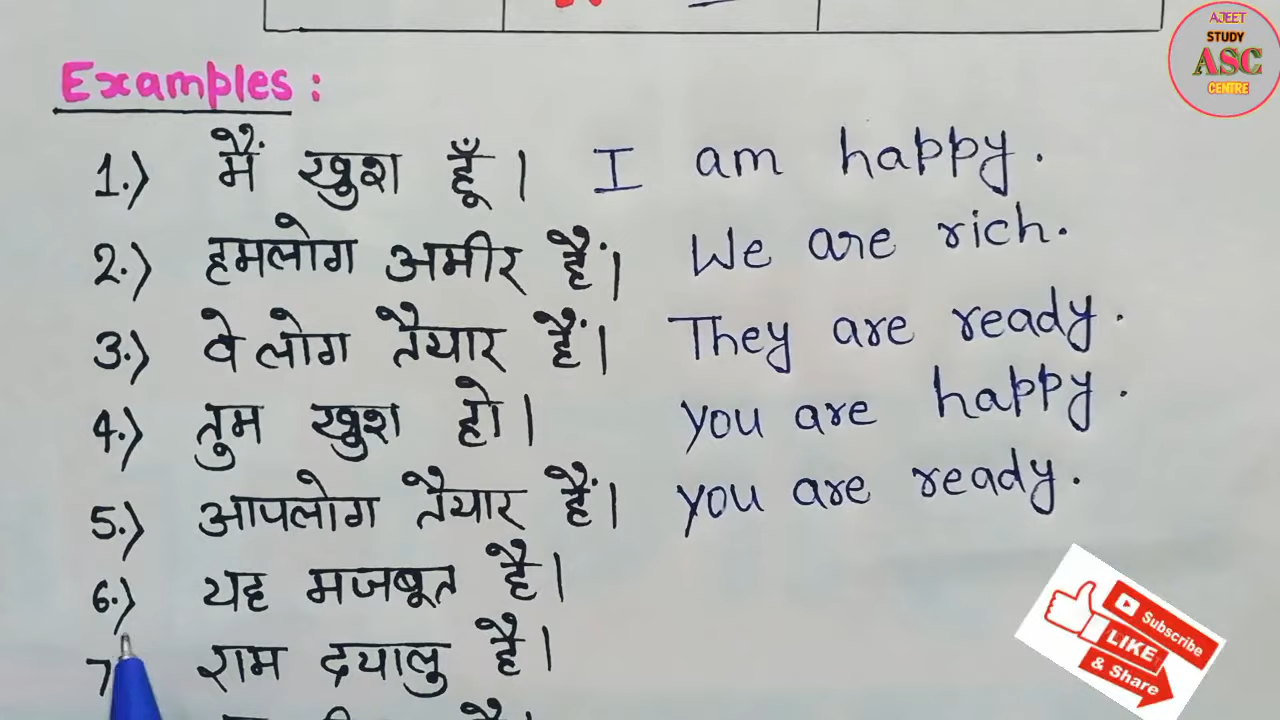 AJEET
STUDY
ASC
CENTRE
Examples :
1.) मैं खुश हूँ। I am happy.
2.) हमलोग अमीर हैं। We are rich.
3.) वे लोग तैयार हैं। They are ready.
4.) तुम खुश हो। you are happy.
5.) आपलोग तैयार हैं। you are ready.
6.) यह मजबूत है।
7 राम दयालु है।
Subscribe
LIKE
& Share